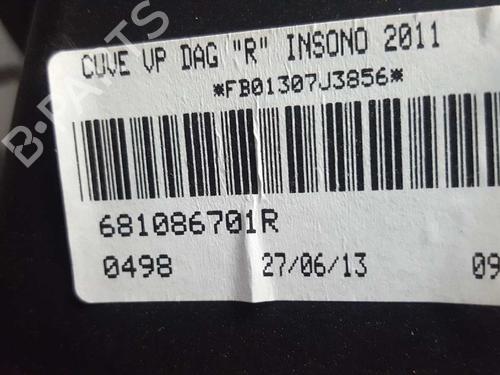 CUVE VP DAG "R" INSONO 2011
*FB01307J3856*
681086701R
0498 27/06/13 09
B-PARTS